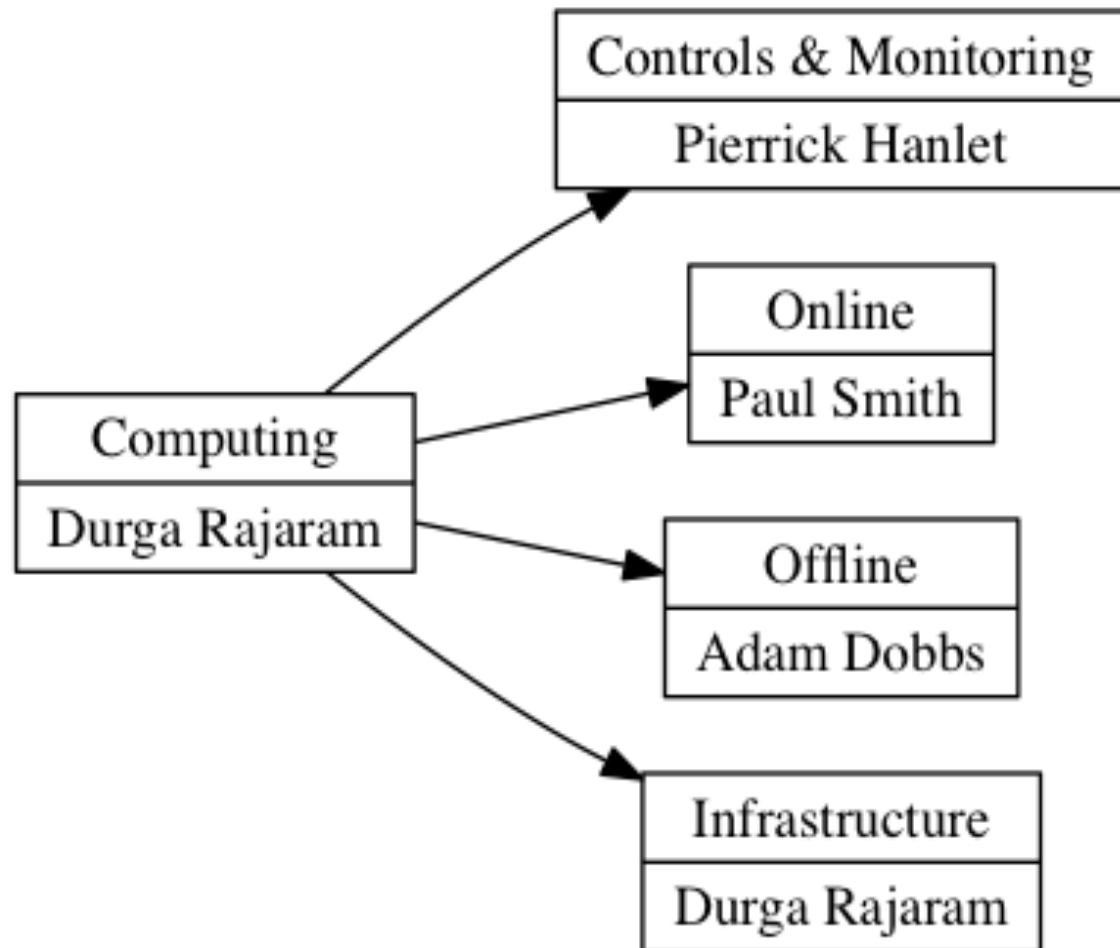 Controls & Monitoring
Pierrick Hanlet
Online
Paul Smith
Computing
Durga Rajaram
Offline
Adam Dobbs
Infrastructure
Durga Rajaram